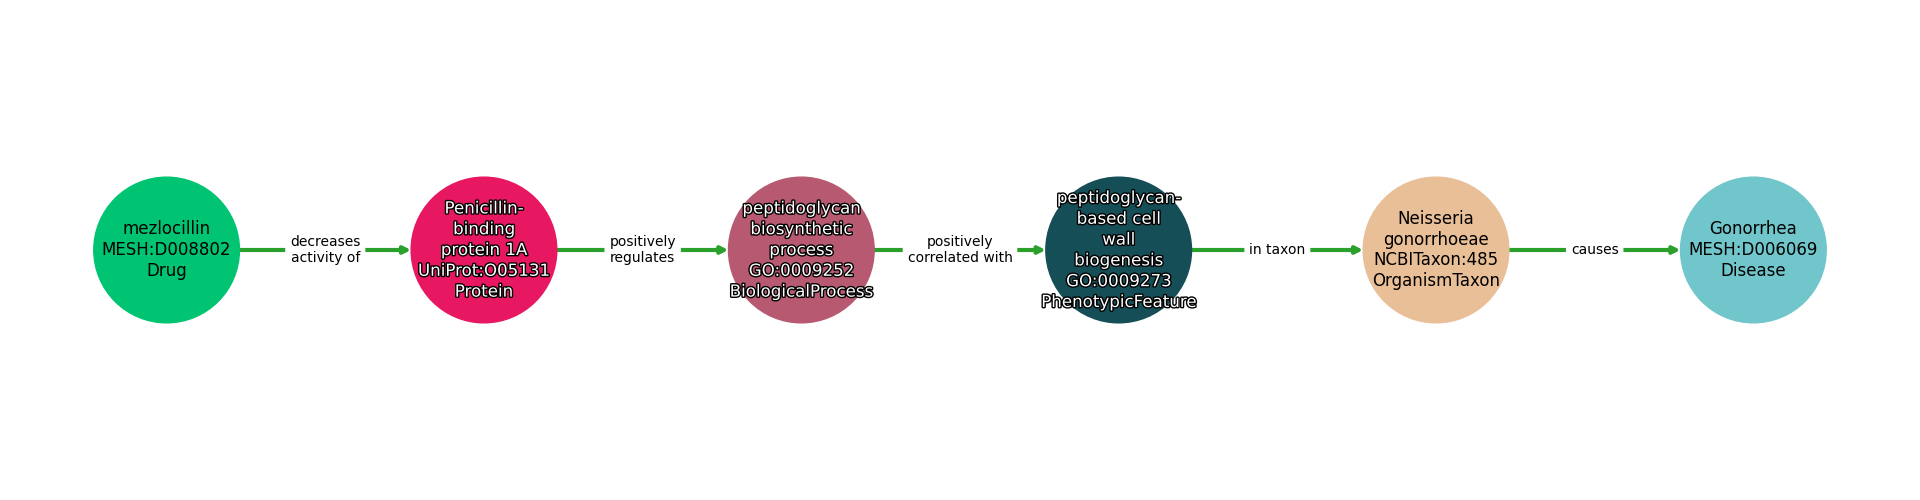 mezlocillin
MESH:D008802
Drug
decreases
activity of
Penicillin-
binding
protein 1A
UniProt:O05131
Protein
positively
regulates
peptidoglycan
biosynthetic
process
GO:0009252
BiologicalProcess
positively
correlated with
peptidoglycan-
based cell
wall
biogenesis
GO:0009273
PhenotypicFeature
in taxon
Neisseria
gonorrhoeae
NCBITaxon:485
OrganismTaxon
causes
Gonorrhea
MESH:D006069
Disease